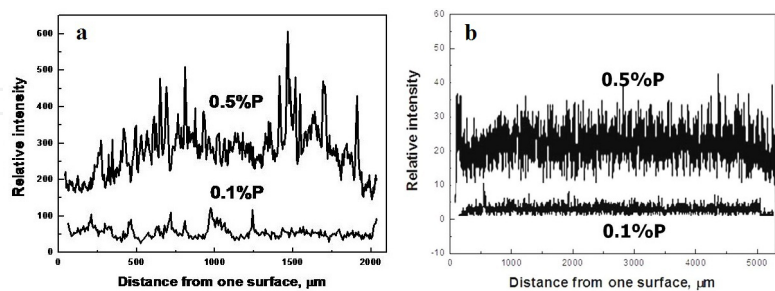 a
Relative intensity
600
500
400
300
200
100
0
0.5%P
0.1%P
0
500
1000
1500
2000
Distance from one surface, μm
b
Relative intensity
60
50
40
30
20
10
0
-10
0.5%P
0.1%P
0
1000
2000
3000
4000
5000
Distance from one surface, μm